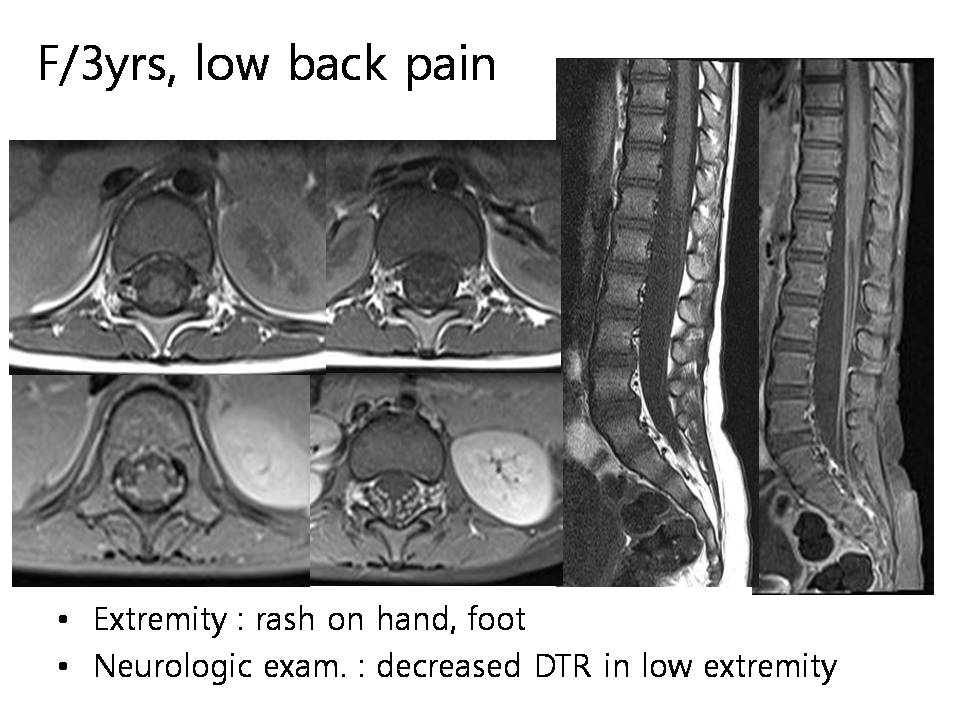 F/3yrs, low back pain
• Extremity : rash on hand, foot
• Neurologic exam. : decreased DTR in low extremity